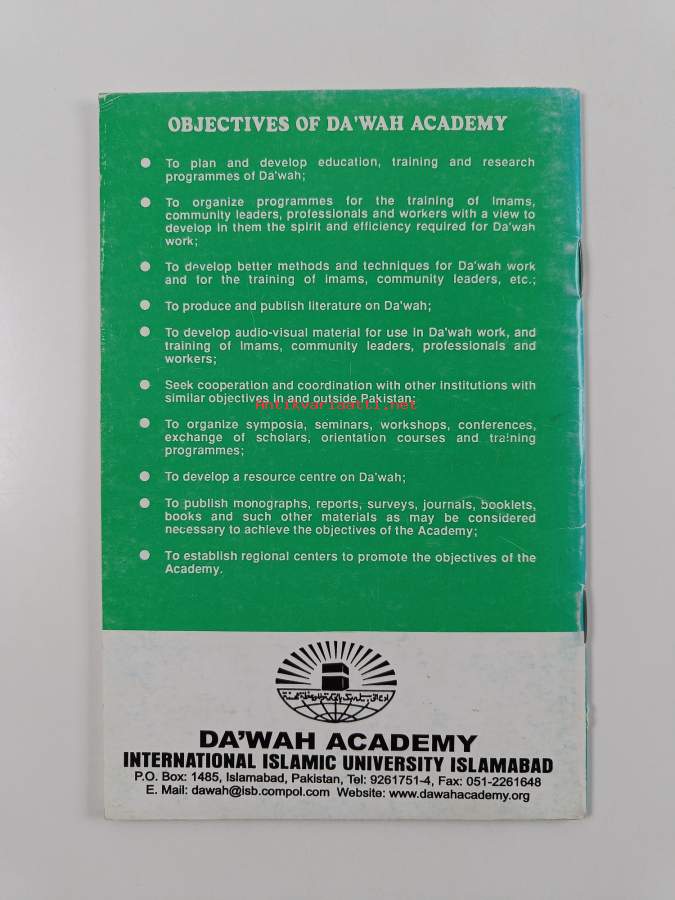 OBJECTIVES OF DA'WAH ACADEMY
● To plan and develop education, training and research
programmes of Da'wah;
● To organize programmes for the training of Imams,
community leaders, professionals and workers with a view to
develop in them the spirit and efficiency required for Da'wah
work;
● To develop better methods and techniques for Da'wah work
and for the training of imams, community leaders, etc.;
● To produce and publish literature on Da'wah;
● To develop audio-visual material for use in Da'wah work, and
training of Imams, community leaders, professionals and
workers;
● Seek cooperation and coordination with other institutions with
similar objectives in and outside Pakistan;
Antikvariaatti.net
● To organize symposia, seminars, workshops, conferences,
exchange of scholars, orientation courses and training
programmes;
● To develop a resource centre on Da'wah;
● To publish monographs, reports, surveys, journals, booklets,
books and such other materials as may be considered
necessary to achieve the objectives of the Academy;
● To establish regional centers to promote the objectives of the
Academy.
DA'WAH ACADEMY
INTERNATIONAL ISLAMIC UNIVERSITY ISLAMABAD
P.O. Box: 1485, Islamabad, Pakistan, Tel: 9261751-4, Fax: 051-2261648
E. Mail: dawah@isb.compol.com Website: www.dawahacademy.org